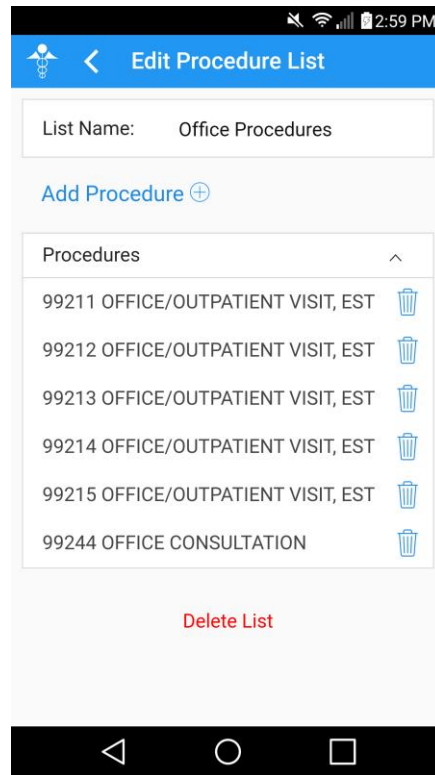 2:59 PM
Edit Procedure List
List Name: Office Procedures
Add Procedure
Procedures
99211 OFFICE/OUTPATIENT VISIT, EST
99212 OFFICE/OUTPATIENT VISIT, EST
99213 OFFICE/OUTPATIENT VISIT, EST
99214 OFFICE/OUTPATIENT VISIT, EST
99215 OFFICE/OUTPATIENT VISIT, EST
99244 OFFICE CONSULTATION
Delete List